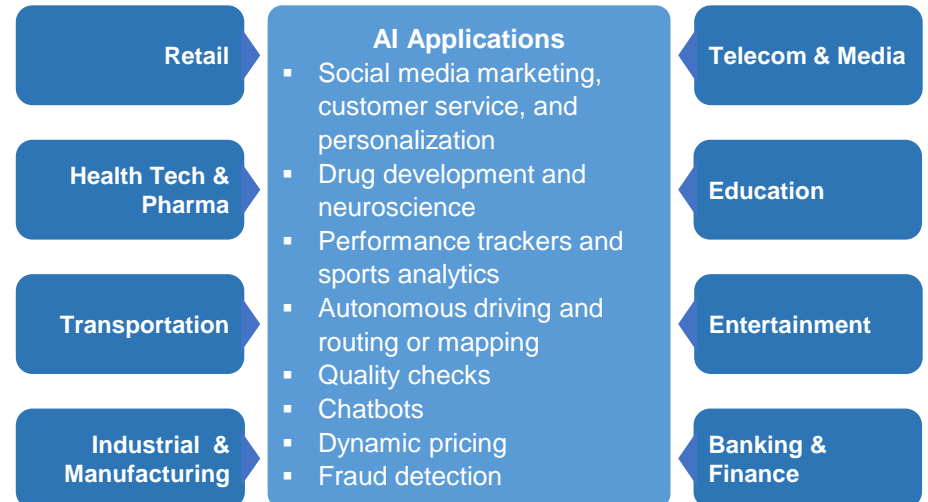 Retail
Health Tech &
Pharma
Transportation
Industrial &
Manufacturing
AI Applications
▪ Social media marketing,
customer service, and
personalization
▪ Drug development and
neuroscience
▪ Performance trackers and
sports analytics
▪ Autonomous driving and
routing or mapping
▪ Quality checks
▪ Chatbots
▪ Dynamic pricing
▪ Fraud detection
Telecom & Media
Education
Entertainment
Banking &
Finance